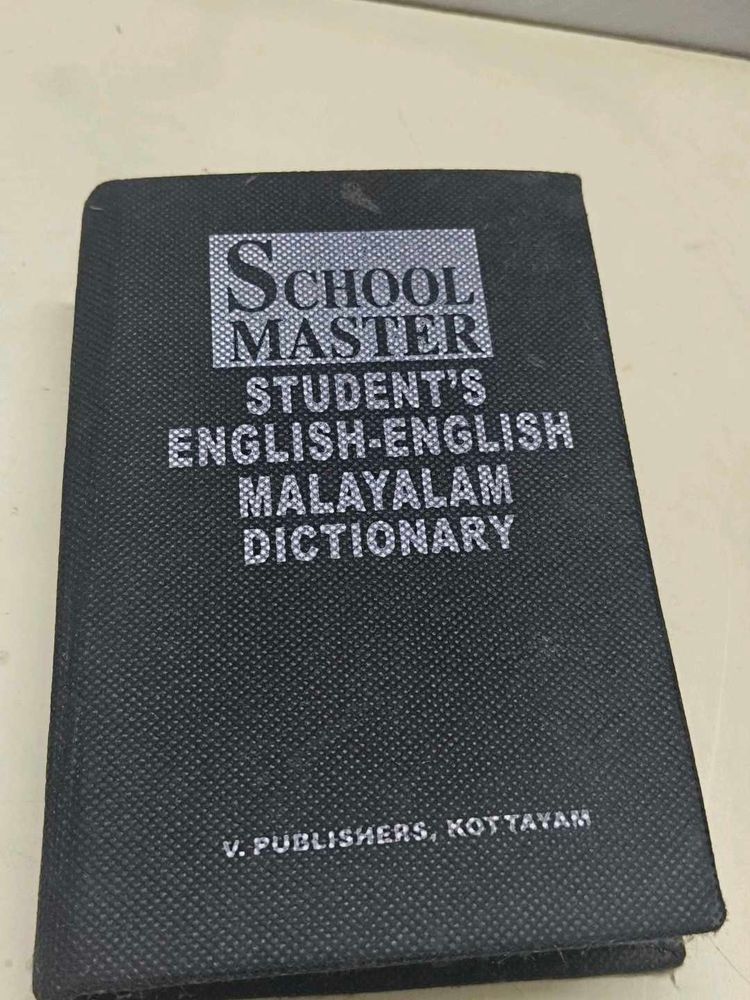 SCHOOL
MASTER
STUDENT'S
ENGLISH-ENGLISH
MALAYALAM
DICTIONARY
V. PUBLISHERS, KOTTAYAM